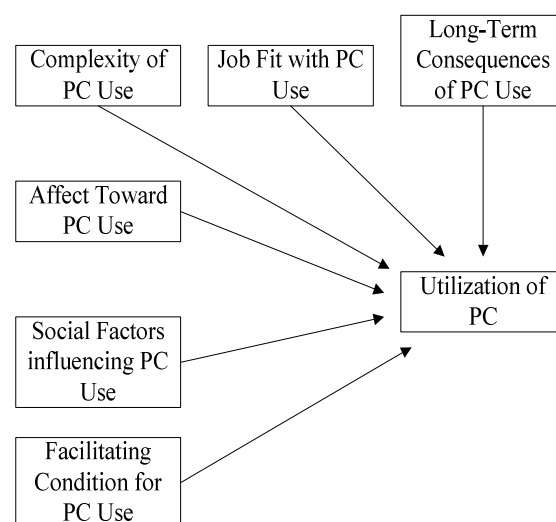 Complexity of
PC Use
Job Fit with PC
Use
Long-Term
Consequences
of PC Use
Affect Toward
PC Use
Utilization of
PC
Social Factors
influencing PC
Use
Facilitating
Condition for
PC Use